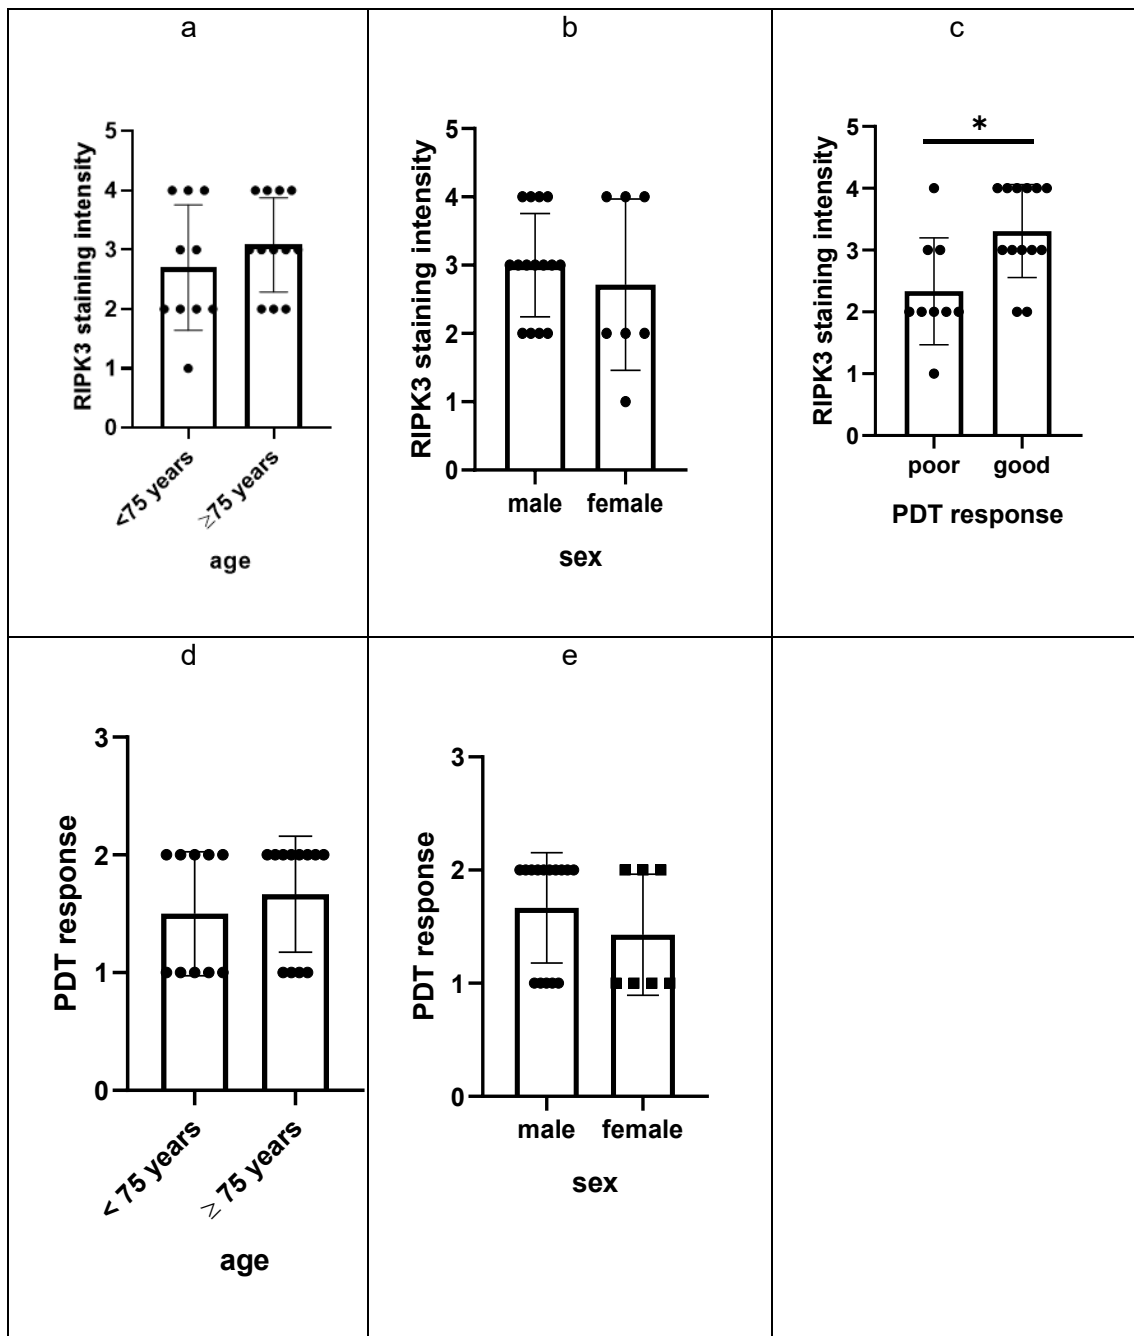 a
5
4
3
2
1
0
RIPK3 staining intensity
<75 years
≥75 years
age
b
5
4
3
2
1
0
RIPK3 staining intensity
male female
sex
c
*
5
4
3
2
1
0
RIPK3 staining intensity
poor good
PDT response
d
3
2
1
0
PDT response
< 75 years
≥ 75 years
age
e
3
2
1
0
PDT response
male female
sex